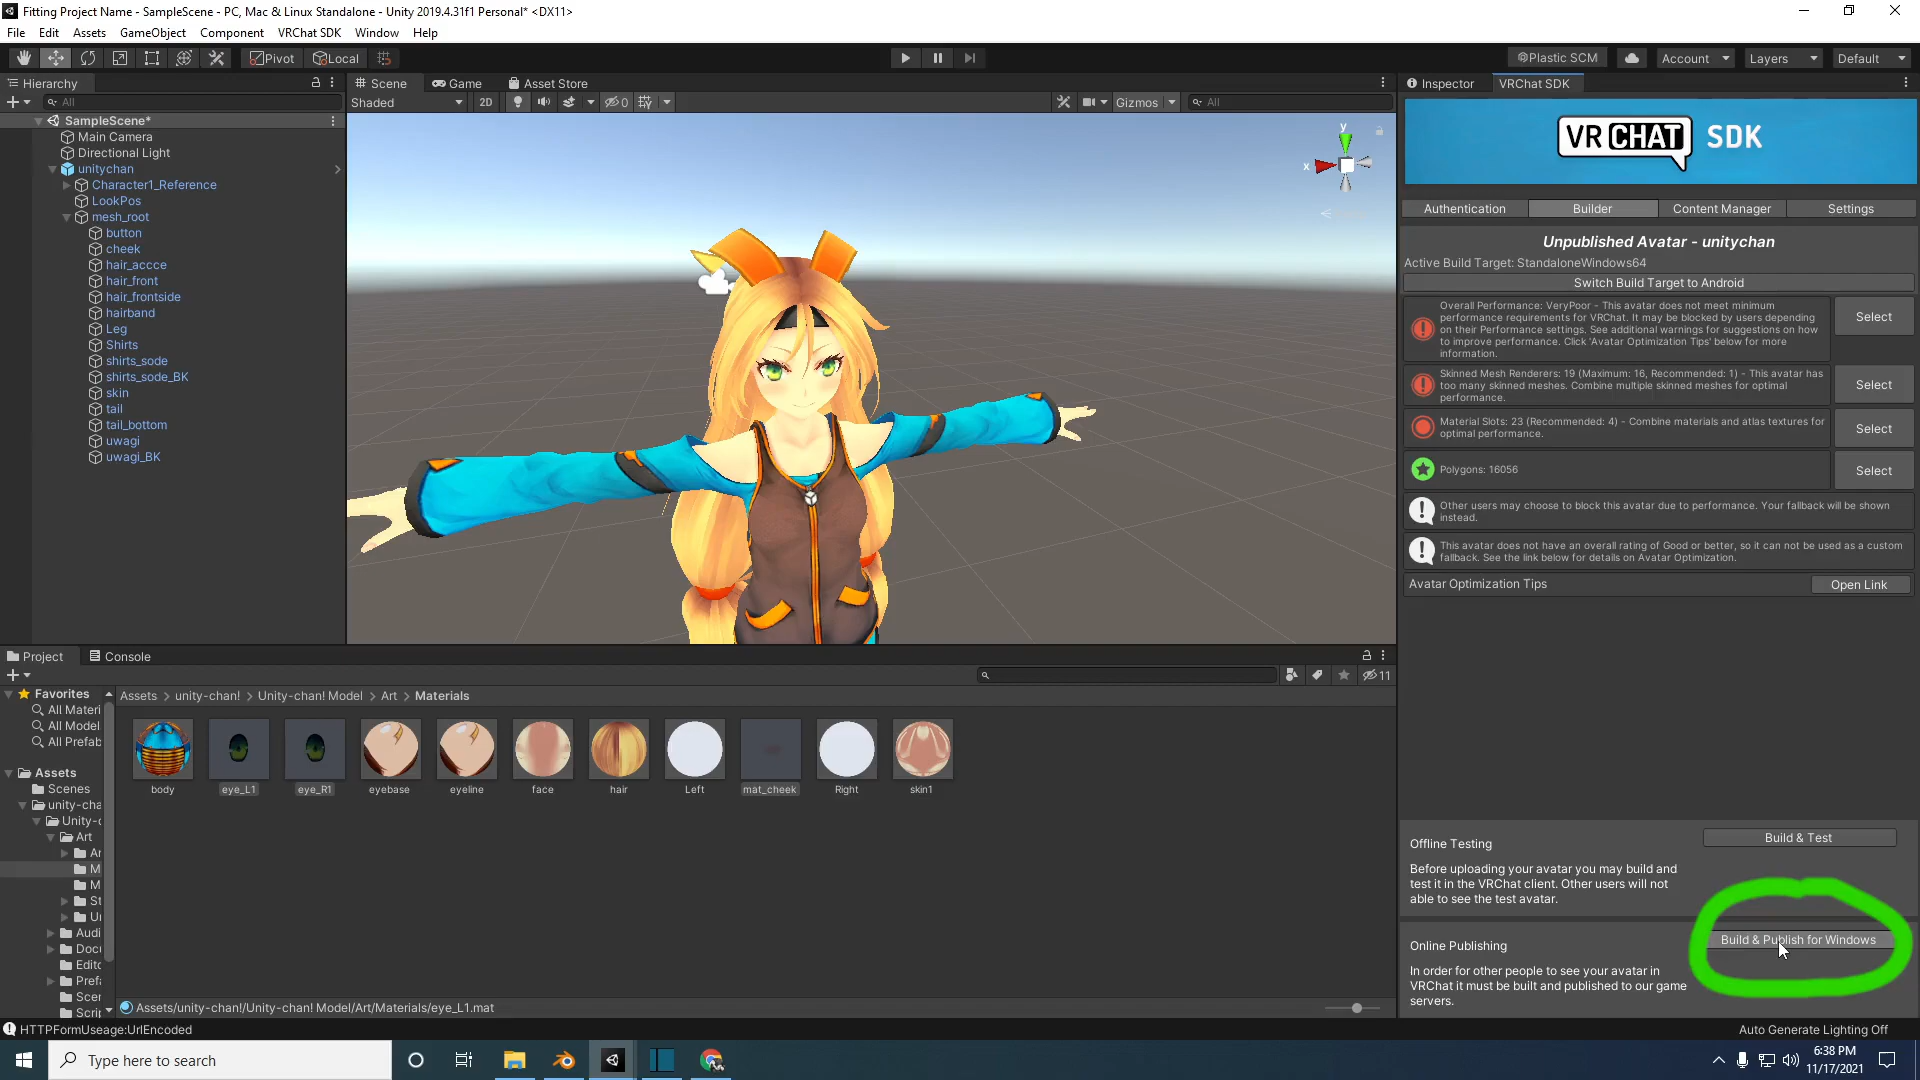 Fitting Project Name - SampleScene - PC, Mac & Linux Standalone - Unity 2019.4.31f1 Personal* <DX11>
File Edit Assets GameObject Component VRChat SDK Window Help
Pivot Local Plastic SCM Account Layers Default
Hierarchy
All
SampleScene*
Main Camera
Directional Light
unitychan
Character1_Reference
LookPos
mesh_root
button
cheek
hair_accce
hair_front
hair_frontside
hairband
Leg
Shirts
shirts_sode
shirts_sode_BK
skin
tail
tail_bottom
uwagi
uwagi_BK
Scene Game Asset Store
Shaded 2D 0 Gizmos All
y
x
Inspector VRChat SDK
VRCHAT SDK
Authentication Builder Content Manager Settings
Unpublished Avatar - unitychan
Active Build Target: StandaloneWindows64
Switch Build Target to Android
Overall Performance: VeryPoor - This avatar does not meet minimum
performance requirements for VRChat. It may be blocked by users depending
on their Performance settings. See additional warnings for suggestions on how
to improve performance. Click 'Avatar Optimization Tips' below for more
information.
Select
Skinned Mesh Renderers: 19 (Maximum: 16, Recommended: 1) - This avatar has
too many skinned meshes. Combine multiple skinned meshes for optimal
performance.
Select
Material Slots: 23 (Recommended: 4) - Combine materials and atlas textures for
optimal performance.
Select
Polygons: 16056
Select
Other users may choose to block this avatar due to performance. Your fallback will be shown
instead.
This avatar does not have an overall rating of Good or better, so it can not be used as a custom
fallback. See the link below for details on Avatar Optimization.
Avatar Optimization Tips Open Link
Offline Testing Build & Test
Before uploading your avatar you may build and
test it in the VRChat client. Other users will not
able to see the test avatar.
Online Publishing Build & Publish for Windows
In order for other people to see your avatar in
VRChat it must be built and published to our game
servers.
Project Console
11
Favorites
All Materi
All Model
All Prefab
Assets
Scenes
unity-cha
Unity-c
Art
Ar
M
M
St
Ur
Audi
Docu
Edito
Prefa
Scen
Scrip
Assets > unity-chan! > Unity-chan! Model > Art > Materials
body eye_L1 eye_R1 eyebase eyeline face hair Left mat_cheek Right skin1
Assets/unity-chan!/Unity-chan! Model/Art/Materials/eye_L1.mat
HTTPFormUseage:UrlEncoded
Auto Generate Lighting Off
Type here to search
6:38 PM
11/17/2021